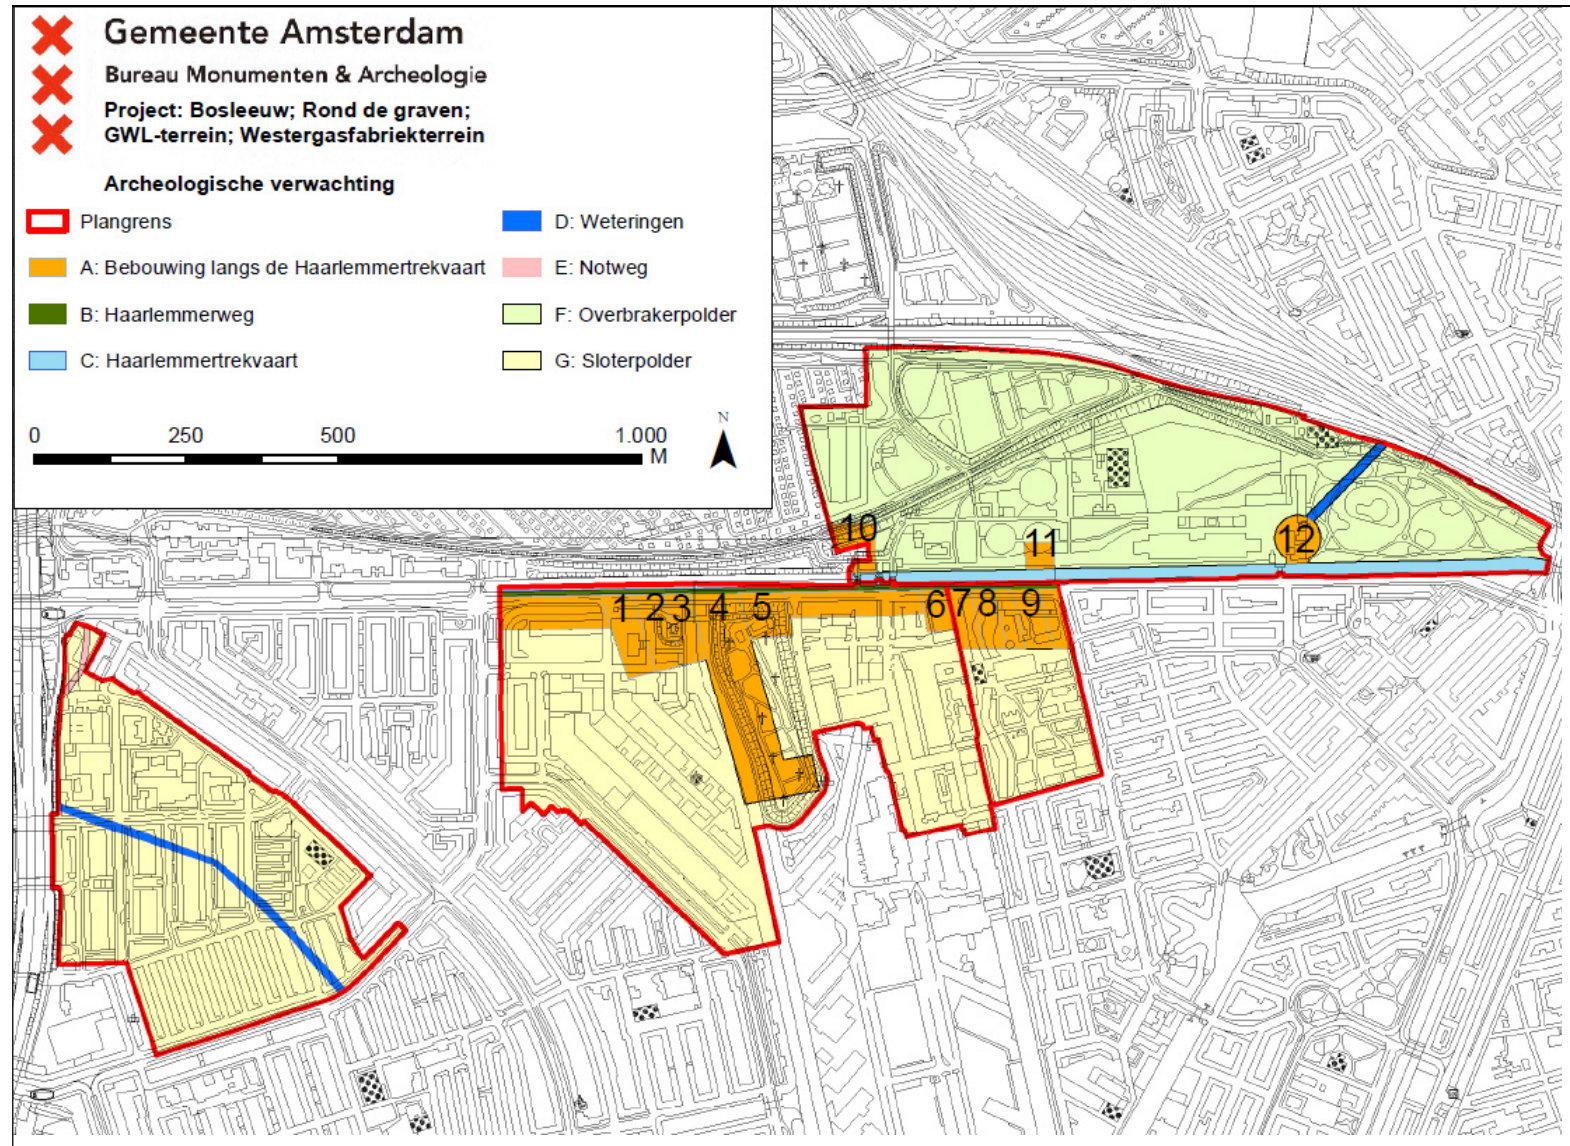 Gemeente Amsterdam
Bureau Monumenten & Archeologie
Project: Bosleeuw; Rond de graven;
GWL-terrein; Westergasfabriekterrein
Archeologische verwachting
Plangrens
A: Bebouwing langs de Haarlemmertrekvaart
B: Haarlemmerweg
C: Haarlemmertrekvaart
D: Weteringen
E: Notweg
F: Overbrakerpolder
G: Sloterpolder
0 250 500 1.000
M
N
10
11
12
1 2 3 4 5 6 7 8 9